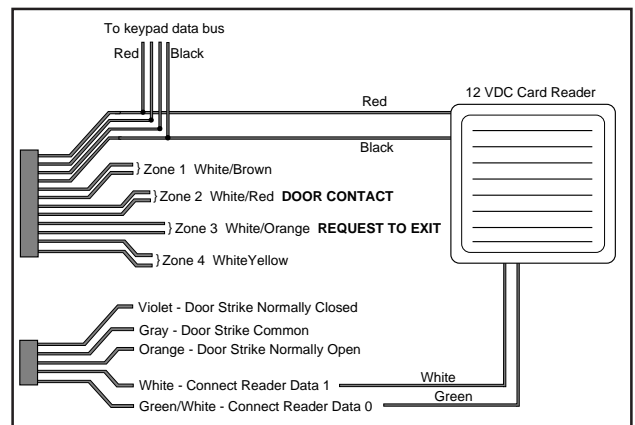 To keypad data bus
Red Black
12 VDC Card Reader
Red
Black
} Zone 1 White/Brown
} Zone 2 White/Red DOOR CONTACT
} Zone 3 White/Orange REQUEST TO EXIT
} Zone 4 WhiteYellow
Violet - Door Strike Normally Closed
Gray - Door Strike Common
Orange - Door Strike Normally Open
White - Connect Reader Data 1 White
Green/White - Connect Reader Data 0 Green